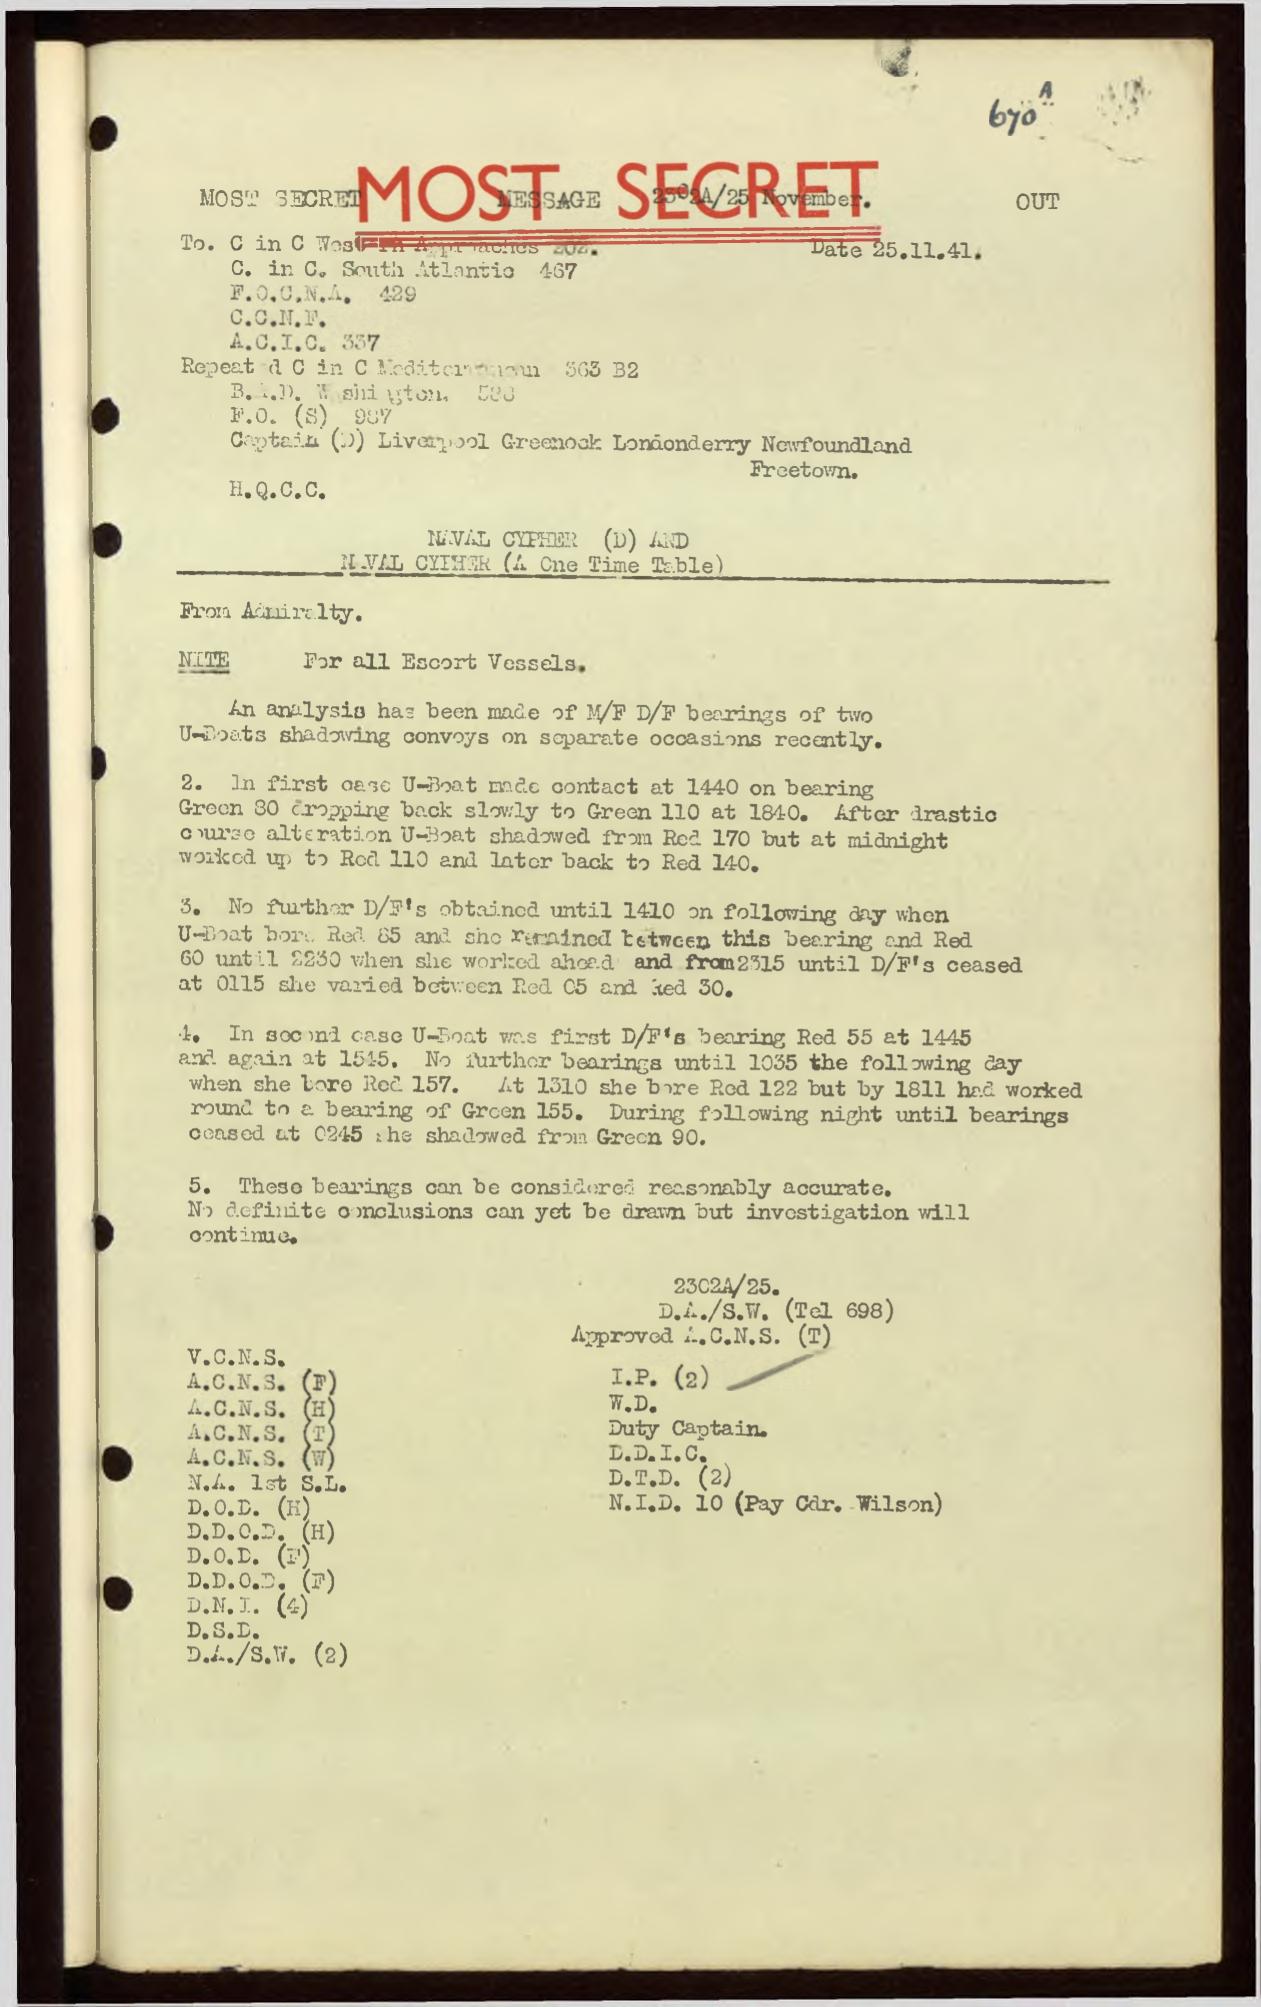 670 A
MOST SECRET
MOST SECRET MESSAGE 2302A/25 November. OUT
To. C in C Western Approaches 202. Date 25.11.41.
C. in C. South Atlantic 467
F.O.C.N.A. 429
C.C.N.F.
A.C.I.C. 337
Repeat d C in C Mediterranean 363 B2
B.A.D. Washington.
F.O. (S) 987
Captain (D) Liverpool Greenock Londonderry Newfoundland
Freetown.
H.Q.C.C.
NAVAL CYPHER (D) AND
NAVAL CYPHER (A One Time Table)
From Admiralty.
NITE For all Escort Vessels.
An analysis has been made of M/F D/F bearings of two
U-Boats shadowing convoys on separate occasions recently.
2. In first case U-Boat made contact at 1440 on bearing
Green 80 dropping back slowly to Green 110 at 1840. After drastic
course alteration U-Boat shadowed from Red 170 but at midnight
worked up to Red 110 and later back to Red 140.
3. No further D/F's obtained until 1410 on following day when
U-Boat bore Red 85 and she remained between this bearing and Red
60 until 2230 when she worked ahead and from 2315 until D/F's ceased
at 0115 she varied between Red 05 and Red 30.
4. In second case U-Boat was first D/F's bearing Red 55 at 1445
and again at 1545. No further bearings until 1035 the following day
when she bore Red 157. At 1310 she bore Red 122 but by 1811 had worked
round to a bearing of Green 155. During following night until bearings
ceased at 0245 she shadowed from Green 90.
5. These bearings can be considered reasonably accurate.
No definite conclusions can yet be drawn but investigation will
continue.
2302A/25.
D.A./S.W. (Tel 698)
Approved A.C.N.S. (T)
V.C.N.S.
A.C.N.S. (F)
A.C.N.S. (H)
A.C.N.S. (T)
A.C.N.S. (W)
N.A. 1st S.L.
D.O.D. (H)
D.D.O.D. (H)
D.O.D. (F)
D.D.O.D. (F)
D.N.I. (4)
D.S.D.
D.A./S.W. (2)
I.P. (2)
W.D.
Duty Captain.
D.D.I.C.
D.T.D. (2)
N.I.D. 10 (Pay Cdr. Wilson)